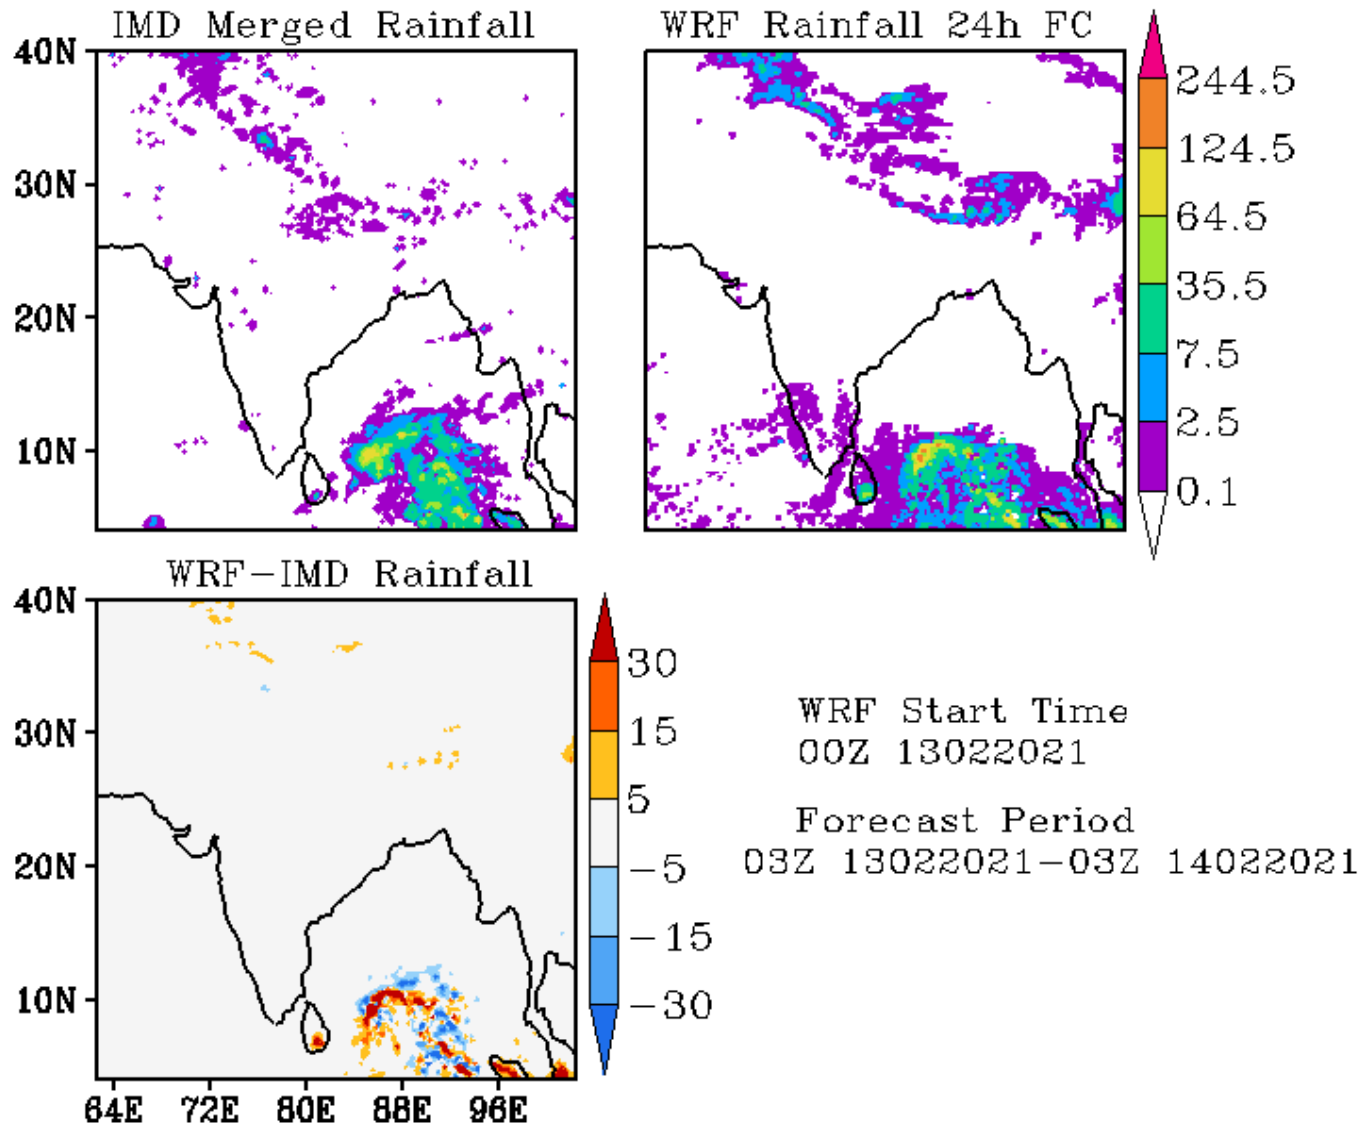 IMD Merged Rainfall
WRF Rainfall 24h FC
40N
30N
20N
10N
244.5
124.5
64.5
35.5
7.5
2.5
0.1
WRF-IMD Rainfall
40N
30N
20N
10N
64E 72E 80E 88E 96E
30
15
5
-5
-15
-30
WRF Start Time
00Z 13022021
Forecast Period
03Z 13022021-03Z 14022021